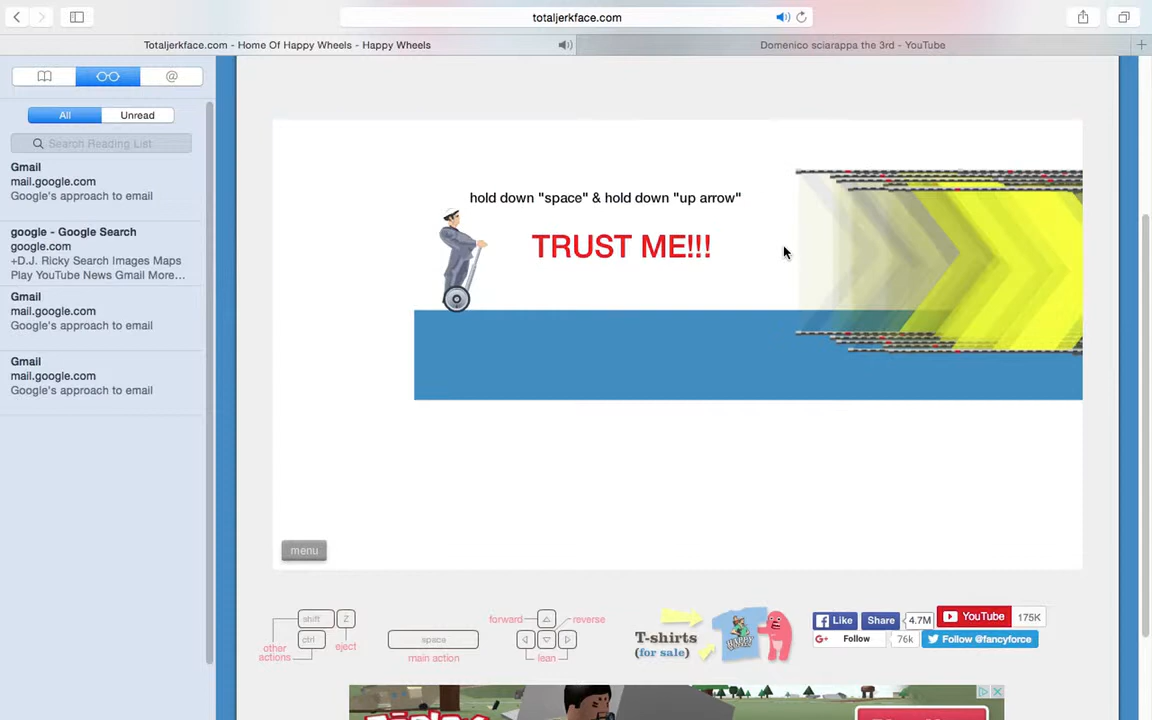 totaljerkface.com
Totaljerkface.com - Home Of Happy Wheels - Happy Wheels
Domenico sciarappa the 3rd - YouTube
@
All
Unread
Search Reading List
Gmail
mail.google.com
Google's approach to email
google - Google Search
google.com
+D.J. Ricky Search Images Maps
Play YouTube News Gmail More...
Gmail
mail.google.com
Google's approach to email
Gmail
mail.google.com
Google's approach to email
hold down "space" & hold down "up arrow"
TRUST ME!!!
menu
shift
Z
ctrl
other
actions
eject
space
main action
forward
reverse
lean
T-shirts
(for sale)
Like
Share
4.7M
YouTube
175K
G+ Follow
76k
Follow @fancyforce